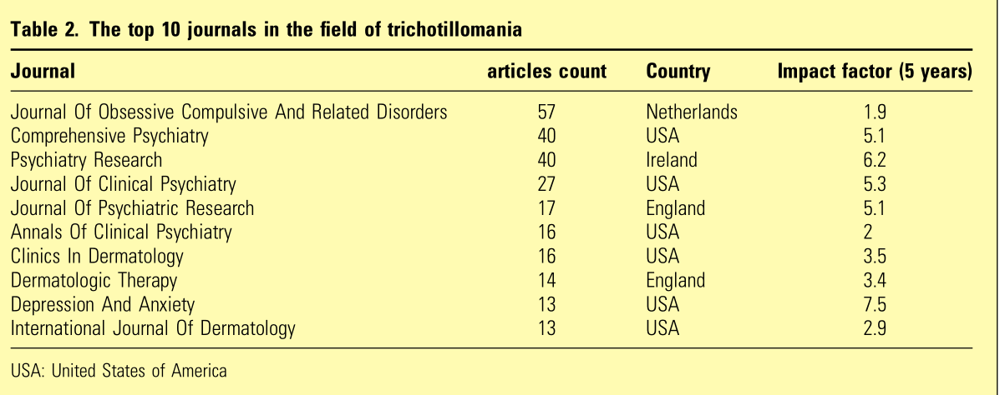 Table 2. The top 10 journals in the field of trichotillomania
Journal articles count Country Impact factor (5 years)
Journal Of Obsessive Compulsive And Related Disorders 57 Netherlands 1.9
Comprehensive Psychiatry 40 USA 5.1
Psychiatry Research 40 Ireland 6.2
Journal Of Clinical Psychiatry 27 USA 5.3
Journal Of Psychiatric Research 17 England 5.1
Annals Of Clinical Psychiatry 16 USA 2
Clinics In Dermatology 16 USA 3.5
Dermatologic Therapy 14 England 3.4
Depression And Anxiety 13 USA 7.5
International Journal Of Dermatology 13 USA 2.9
USA: United States of America